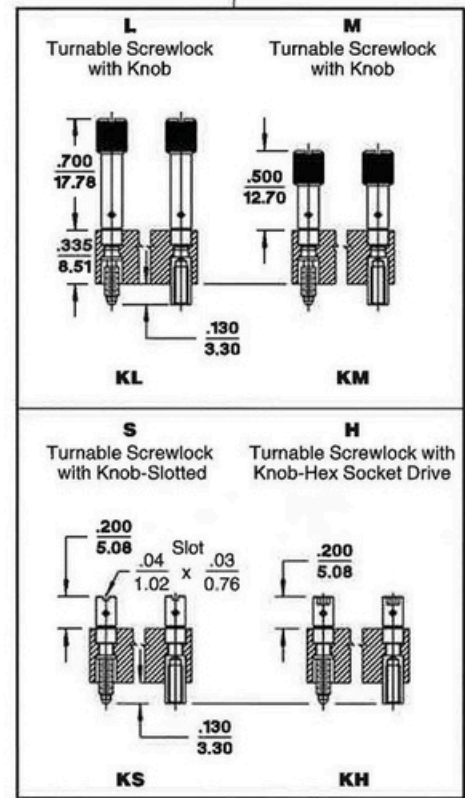 L
Turnable Screwlock
with Knob
M
Turnable Screwlock
with Knob
.700
17.78
.335
8.51
.130
3.30
.500
12.70
KL
KM
S
Turnable Screwlock
with Knob-Slotted
H
Turnable Screwlock with
Knob-Hex Socket Drive
.200
5.08
Slot
.04 x .03
1.02 0.76
.200
5.08
.130
3.30
KS
KH